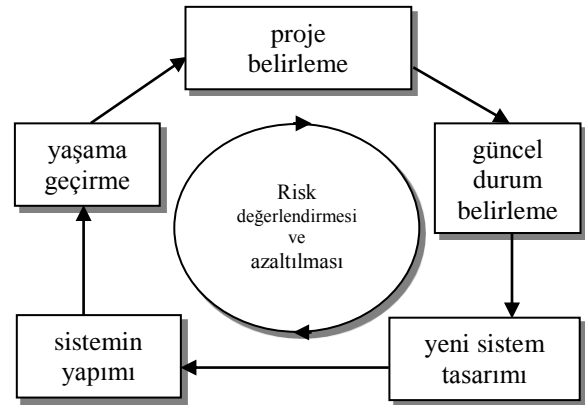 proje
belirleme
güncel
durum
belirleme
yeni sistem
tasarımı
sistemin
yapımı
yaşama
geçirme
Risk
değerlendirmesi
ve
azaltılması